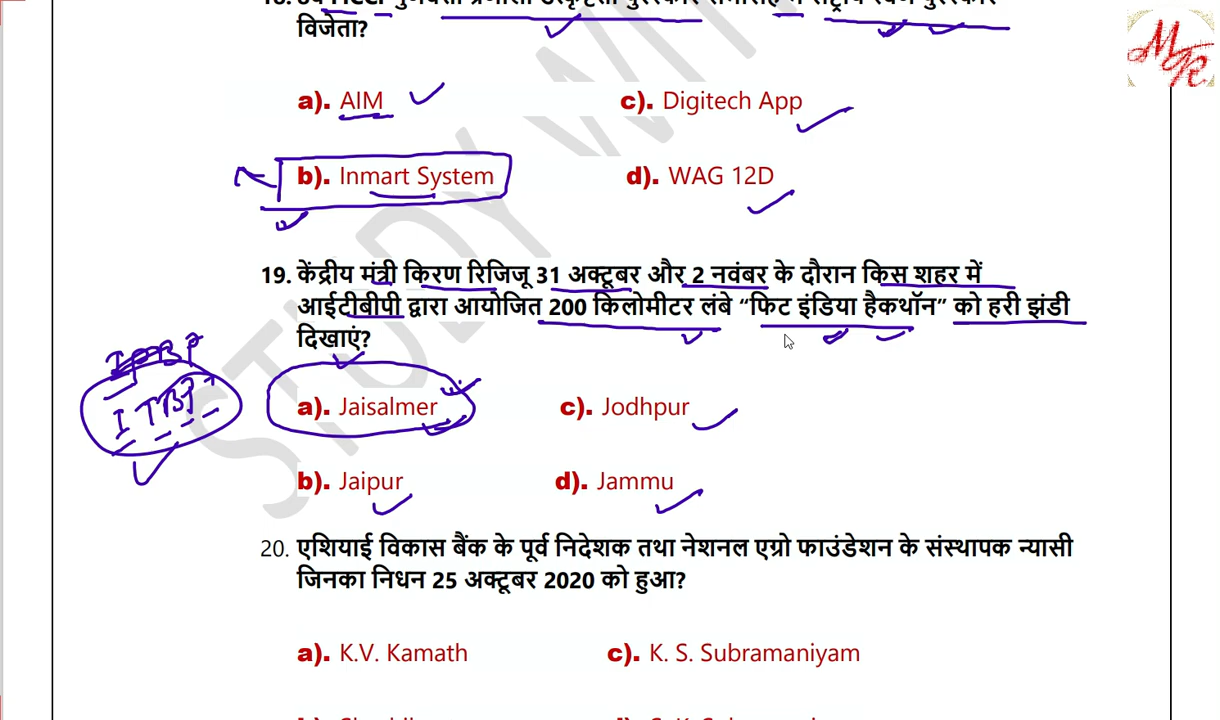 विजेता?
a). AIM
c). Digitech App
b). Inmart System
d). WAG 12D
19. केंद्रीय मंत्री किरण रिजिजू 31 अक्टूबर और 2 नवंबर के दौरान किस शहर में
आईटीबीपी द्वारा आयोजित 200 किलोमीटर लंबे “फिट इंडिया हैकथॉन” को हरी झंडी
दिखाएं?
ITBP
a). Jaisalmer
c). Jodhpur
b). Jaipur
d). Jammu
20. एशियाई विकास बैंक के पूर्व निदेशक तथा नेशनल एग्रो फाउंडेशन के संस्थापक न्यासी
जिनका निधन 25 अक्टूबर 2020 को हुआ?
a). K.V. Kamath
c). K. S. Subramaniyam
STUDY WIT